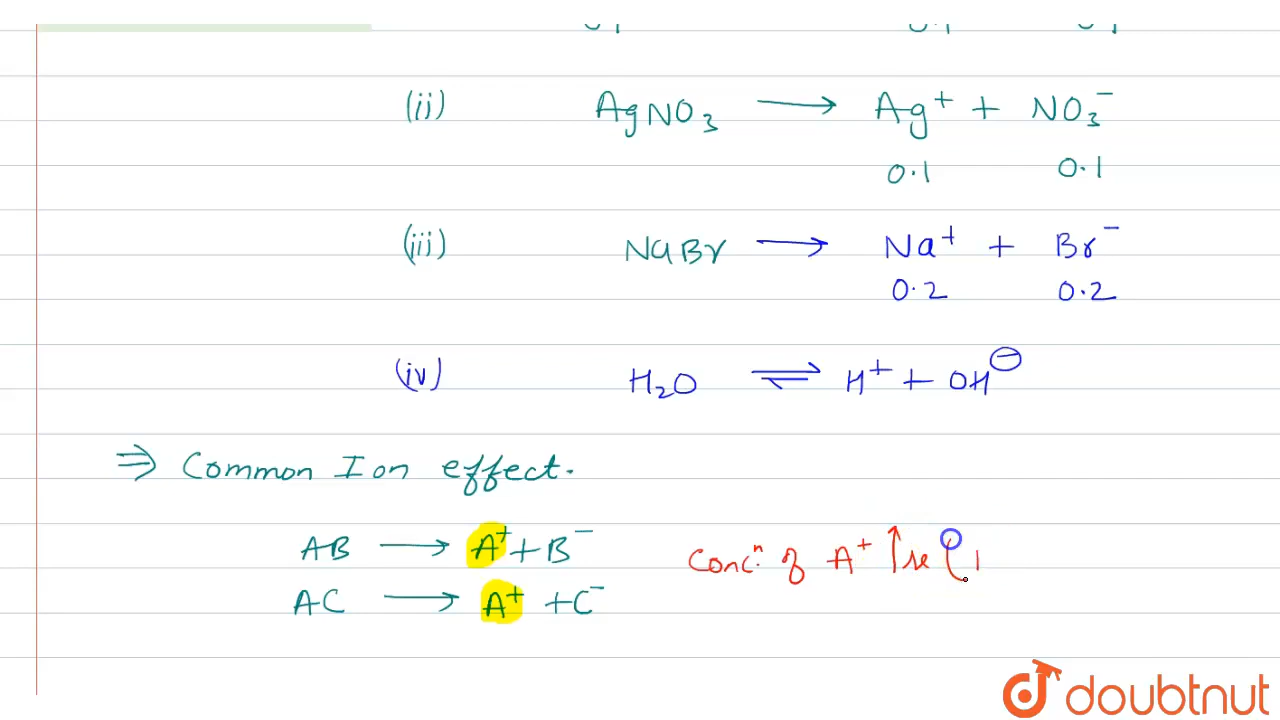 (ii) AgNO₃ ⟶ Ag⁺ + NO₃⁻
0.1 0.1
(iii) NaBr ⟶ Na⁺ + Br⁻
0.2 0.2
(iv) H₂O ⇌ H⁺ + OH⊖
⇒ Common Ion effect.
AB ⟶ A⁺ + B⁻
AC ⟶ A⁺ + C⁻
Concⁿ. of A⁺ ↑se (1
doubtnut